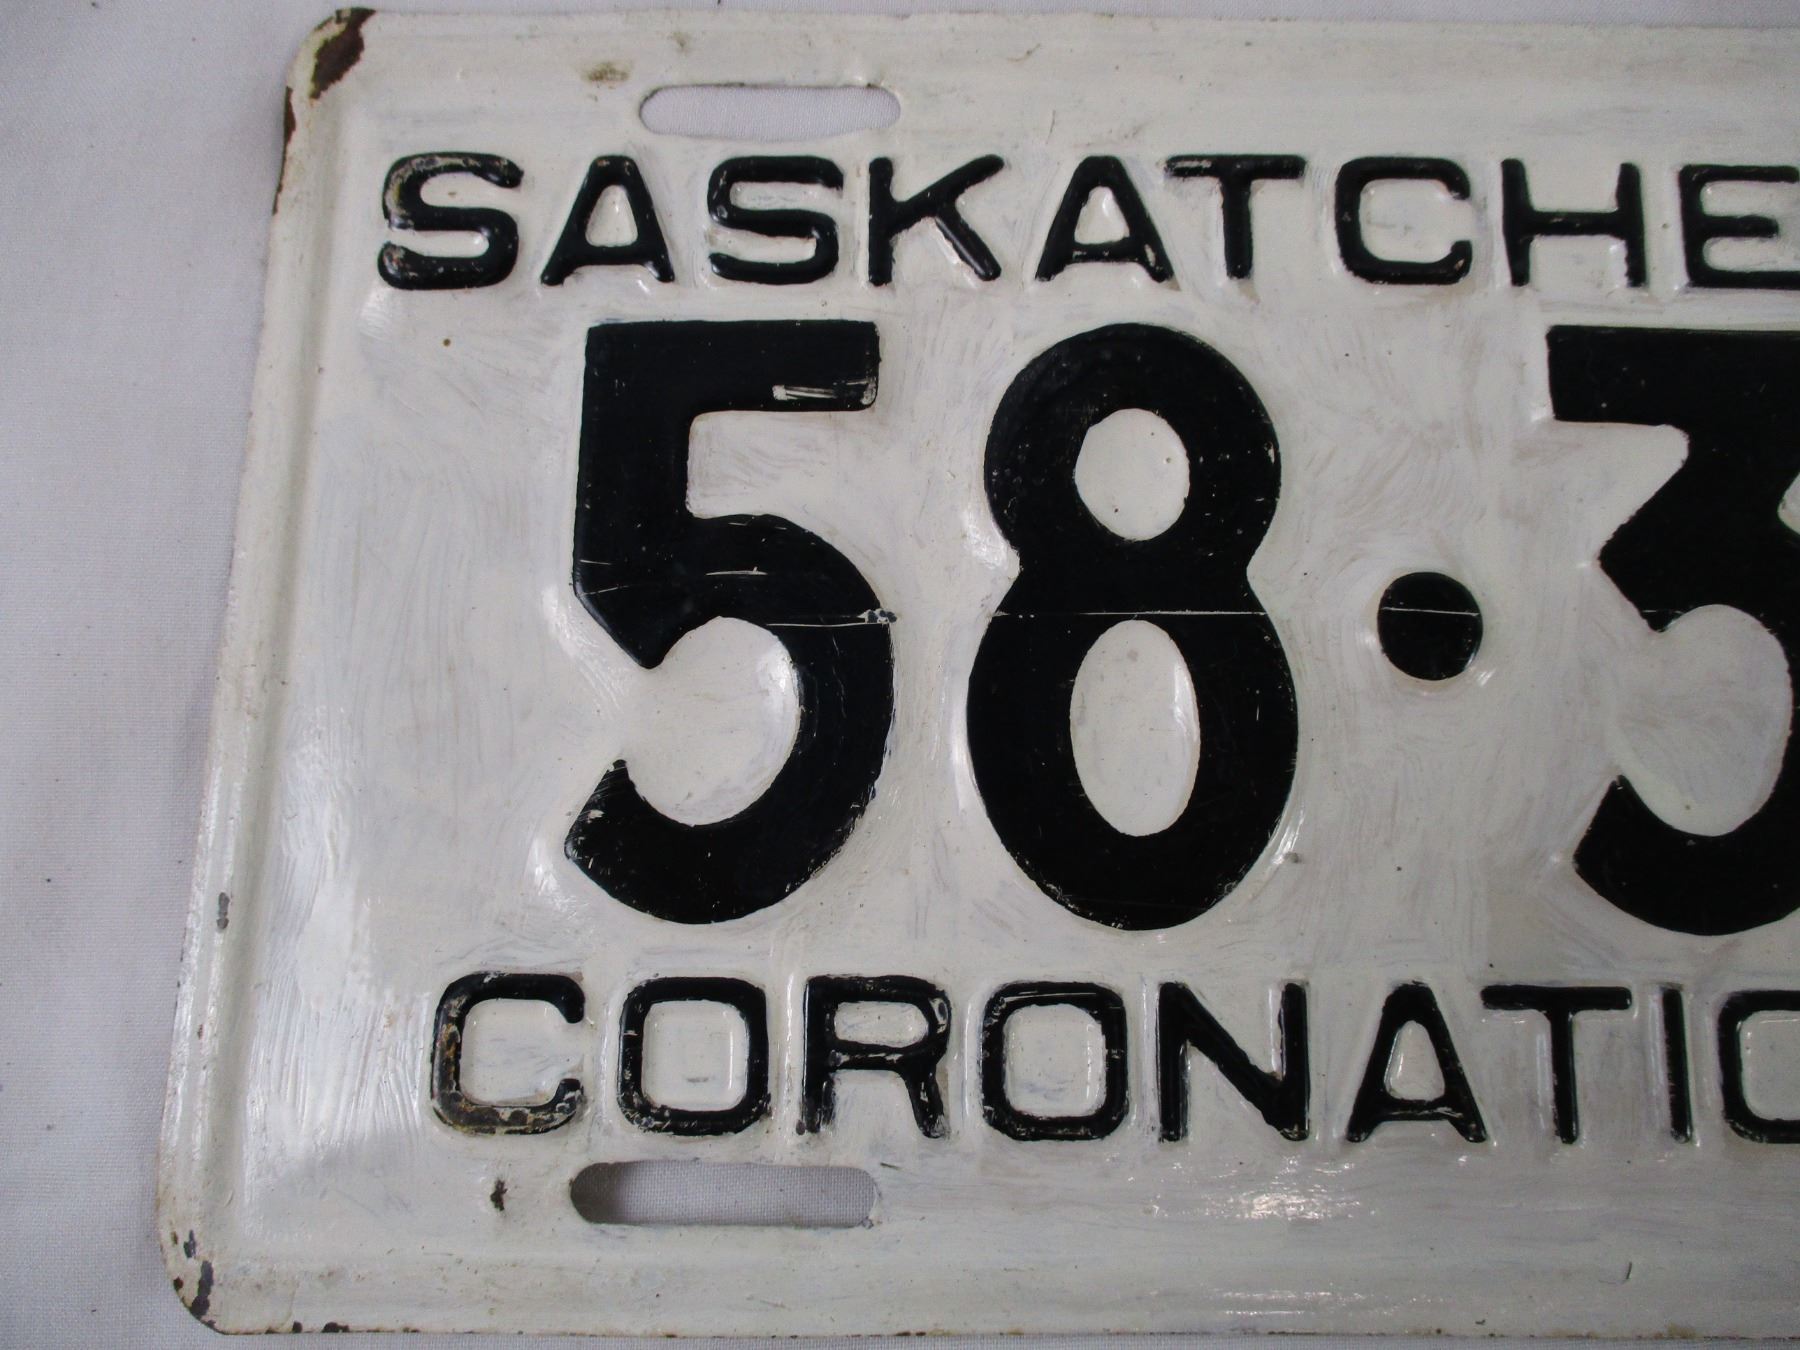 SASKATCHE
58·3
CORONATIO